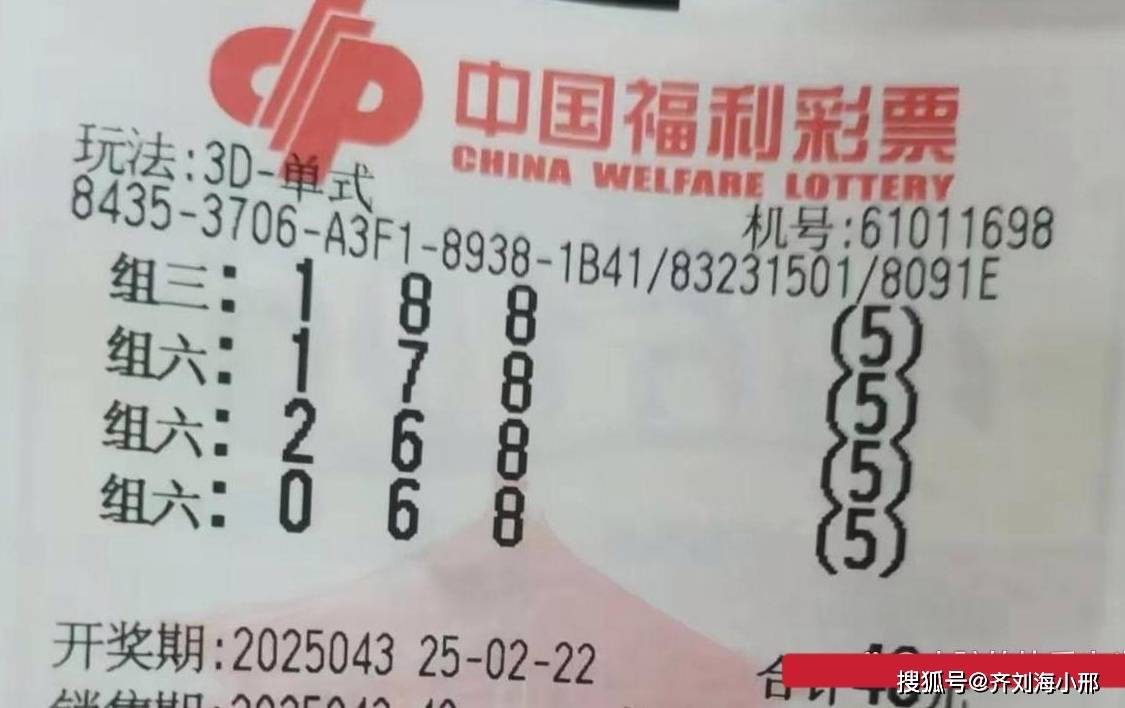 中国福利彩票
CHINA WELFARE LOTTERY
玩法:3D-单式
机号:61011698
8435-3706-A3F1-8938-1B41/83231501/8091E
组三: 1 8 8 (5)
组六: 1 7 8 (5)
组六: 2 6 8 (5)
组六: 0 6 8 (5)
开奖期:2025043 25-02-22
合计
搜狐号@齐刘海小邢